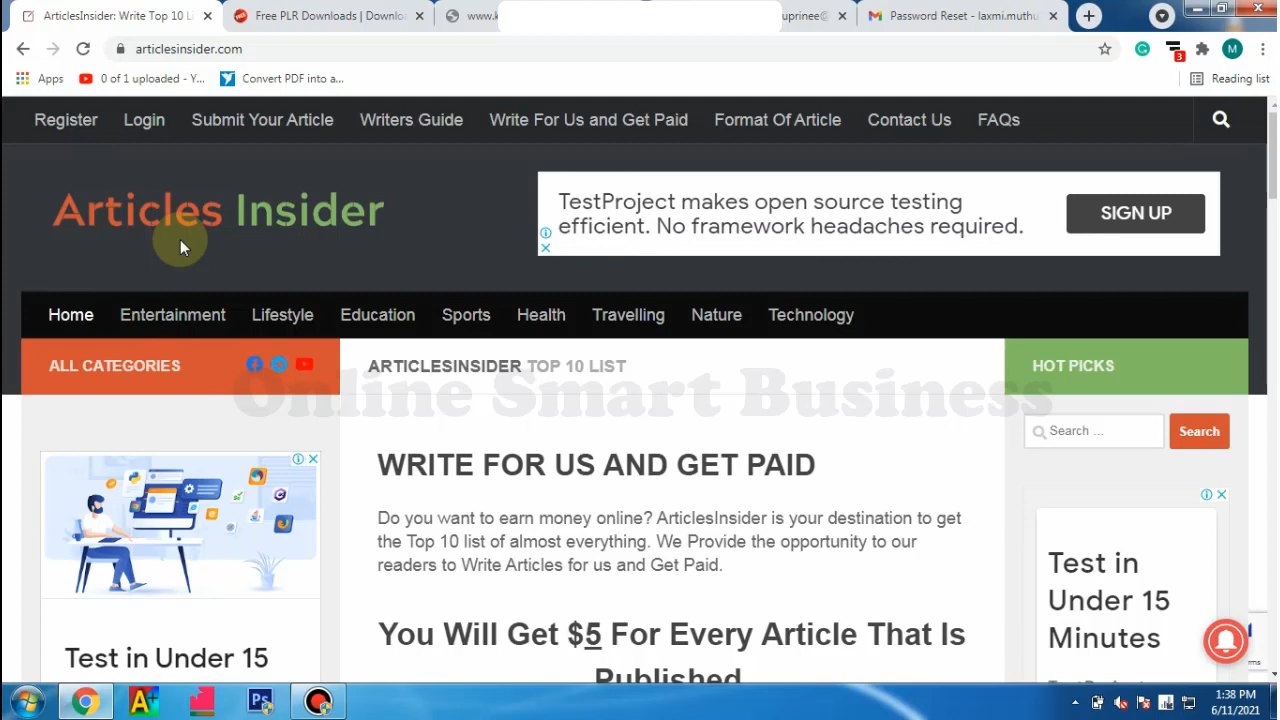 ArticlesInsider: Write Top 10 Li
Free PLR Downloads | Downlo
www.k
uprinee@
Password Reset - laxmi.muthu
articlesinsider.com
3
M
Apps
0 of 1 uploaded - Y...
Convert PDF into a...
Reading list
Register Login Submit Your Article Writers Guide Write For Us and Get Paid Format Of Article Contact Us FAQs
Articles Insider
TestProject makes open source testing
efficient. No framework headaches required.
SIGN UP
Home Entertainment Lifestyle Education Sports Health Travelling Nature Technology
ALL CATEGORIES
ARTICLESINSIDER TOP 10 LIST
HOT PICKS
Online Smart Business
Search ...
Search
WRITE FOR US AND GET PAID
Do you want to earn money online? ArticlesInsider is your destination to get
the Top 10 list of almost everything. We Provide the opportunity to our
readers to Write Articles for us and Get Paid.
You Will Get $5 For Every Article That Is
Published
Test in Under 15
Test in
Under 15
Minutes
1:38 PM
6/11/2021